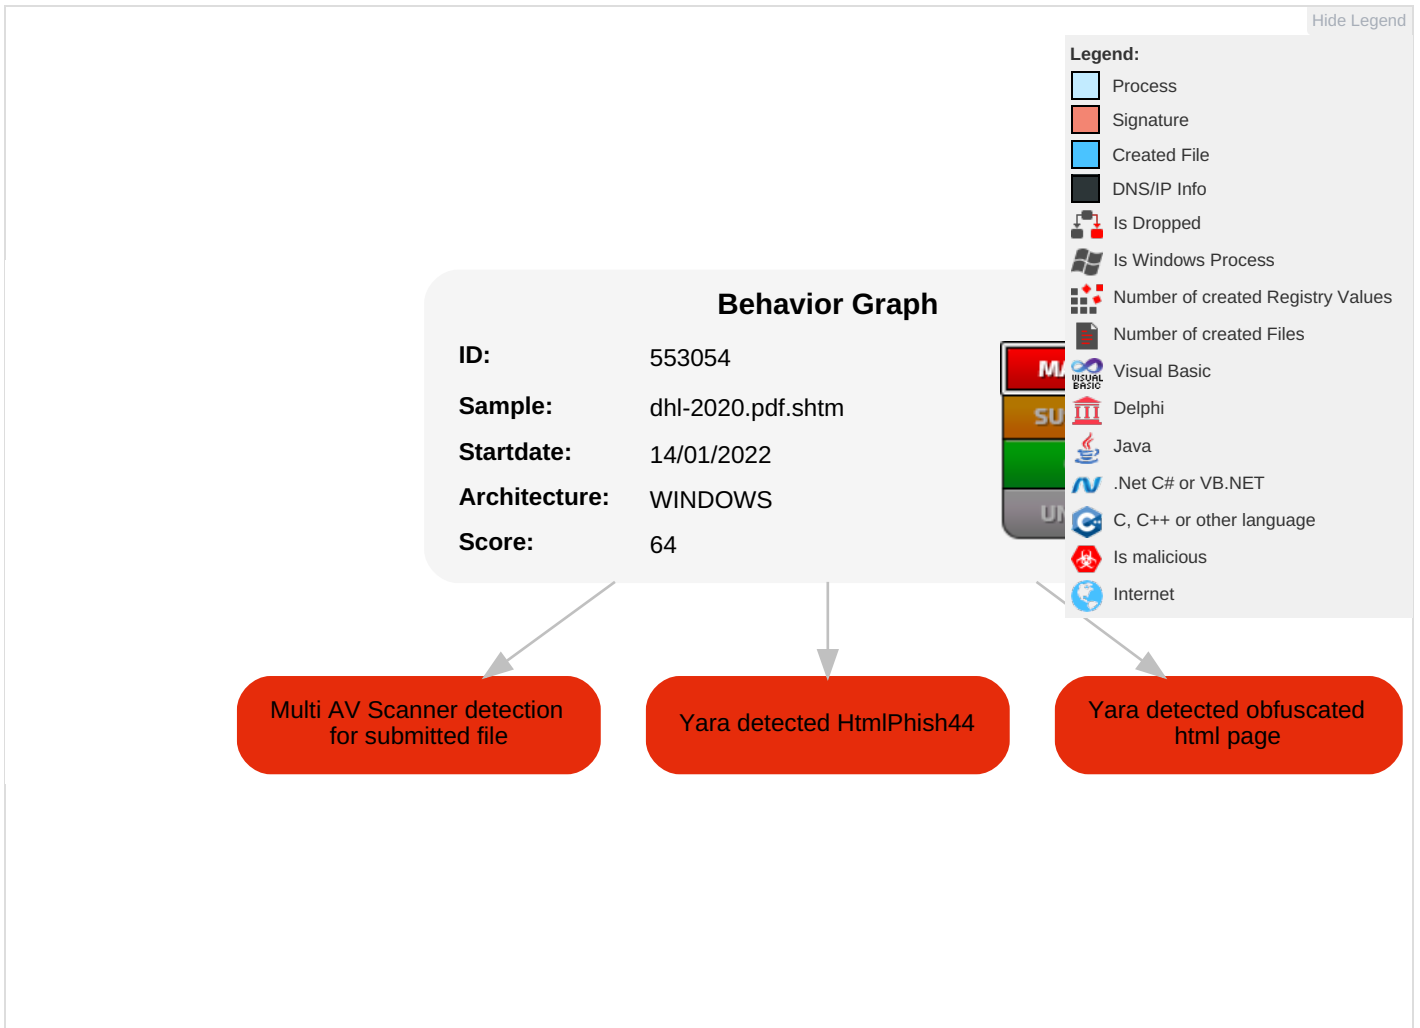 Hide Legend
Legend:
Process
Signature
Created File
DNS/IP Info
Is Dropped
Is Windows Process
Number of created Registry Values
Number of created Files
Visual Basic
Delphi
Java
.Net C# or VB.NET
C, C++ or other language
Is malicious
Internet
VISUAL
BASIC
Behavior Graph
ID: 553054
Sample: dhl-2020.pdf.shtm
Startdate: 14/01/2022
Architecture: WINDOWS
Score: 64
Multi AV Scanner detection
for submitted file
Yara detected HtmlPhish44
Yara detected obfuscated
html page